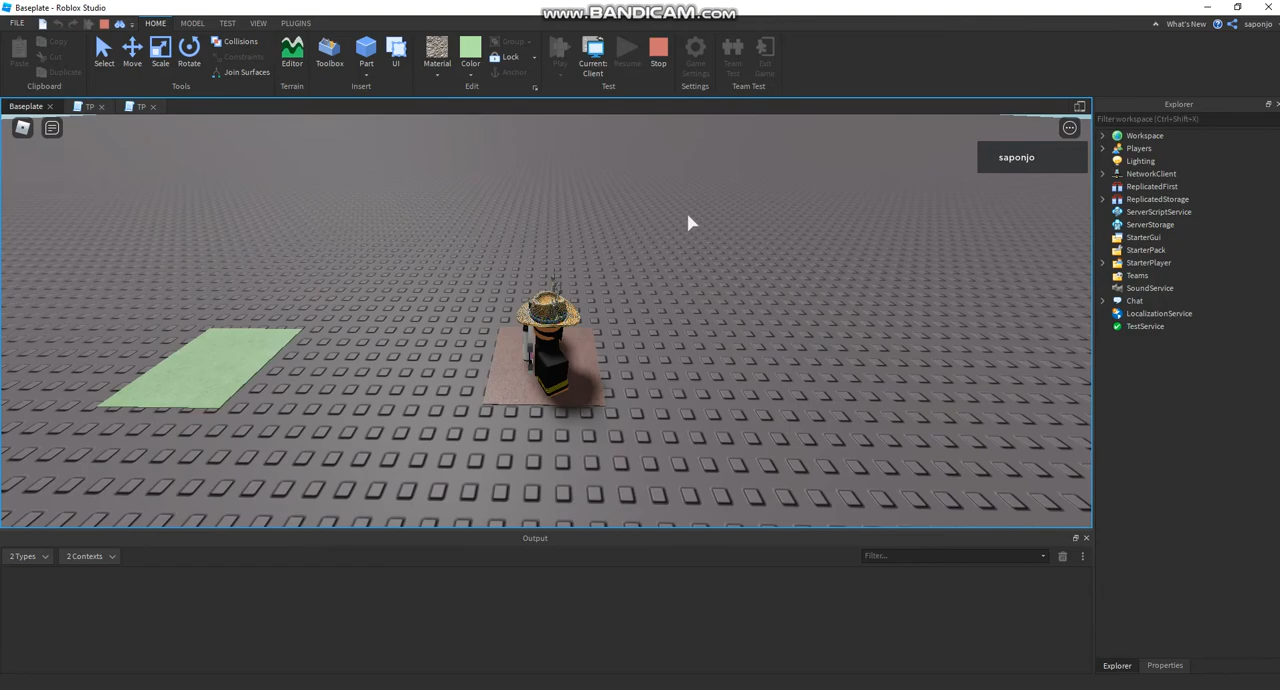 Baseplate - Roblox Studio
www.BANDICAM.com
FILE HOME MODEL TEST VIEW PLUGINS
What's New saponjo
Paste Copy Cut Duplicate
Select Move Scale Rotate
Collisions
Constraints
Join Surfaces
Editor Toolbox Part UI
Material Color
Group
Lock
Anchor
Play
Current: Client
Resume Stop
Game Settings
Team Test
Exit Game
Clipboard Tools Terrain Insert Edit Test Settings Team Test
Baseplate TP TP
saponjo
Explorer
Filter workspace (Ctrl+Shift+X)
Workspace
Players
Lighting
NetworkClient
ReplicatedFirst
ReplicatedStorage
ServerScriptService
ServerStorage
StarterGui
StarterPack
StarterPlayer
Teams
SoundService
Chat
LocalizationService
TestService
Output
2 Types 2 Contexts Filter...
Explorer Properties